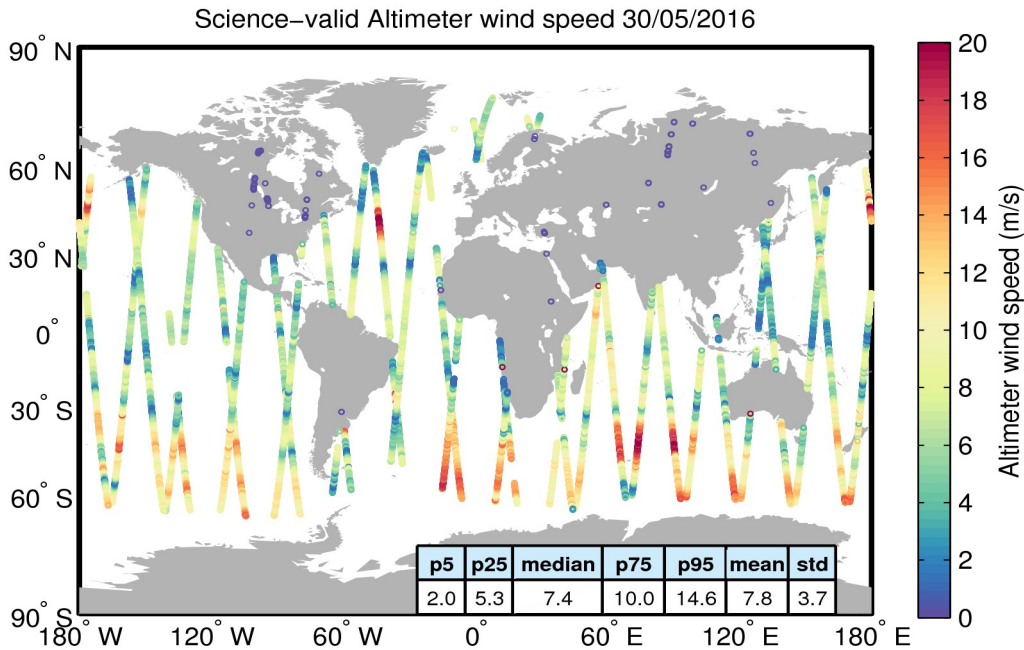 Science−valid Altimeter wind speed 30/05/2016
90° N
60° N
30° N
0°
30° S
60° S
90° S
180° W
120° W
60° W
0°
60° E
120° E
180° E
p5 p25 median p75 p95 mean std
2.0 5.3 7.4 10.0 14.6 7.8 3.7
20
18
16
14
12
10
8
6
4
2
0
Altimeter wind speed (m/s)